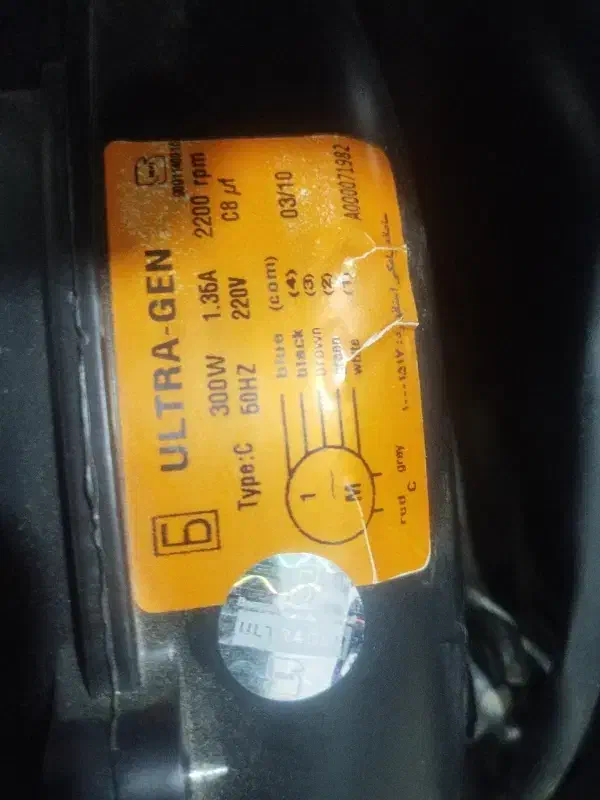 ULTRA-GEN
300W 1.35A 2200 rpm
Type:C 50HZ 220V C8 µf
blue (com)
black (4)
brown (3)
green (2)
white (1)
03/10
1
M
red C gray
A000071982